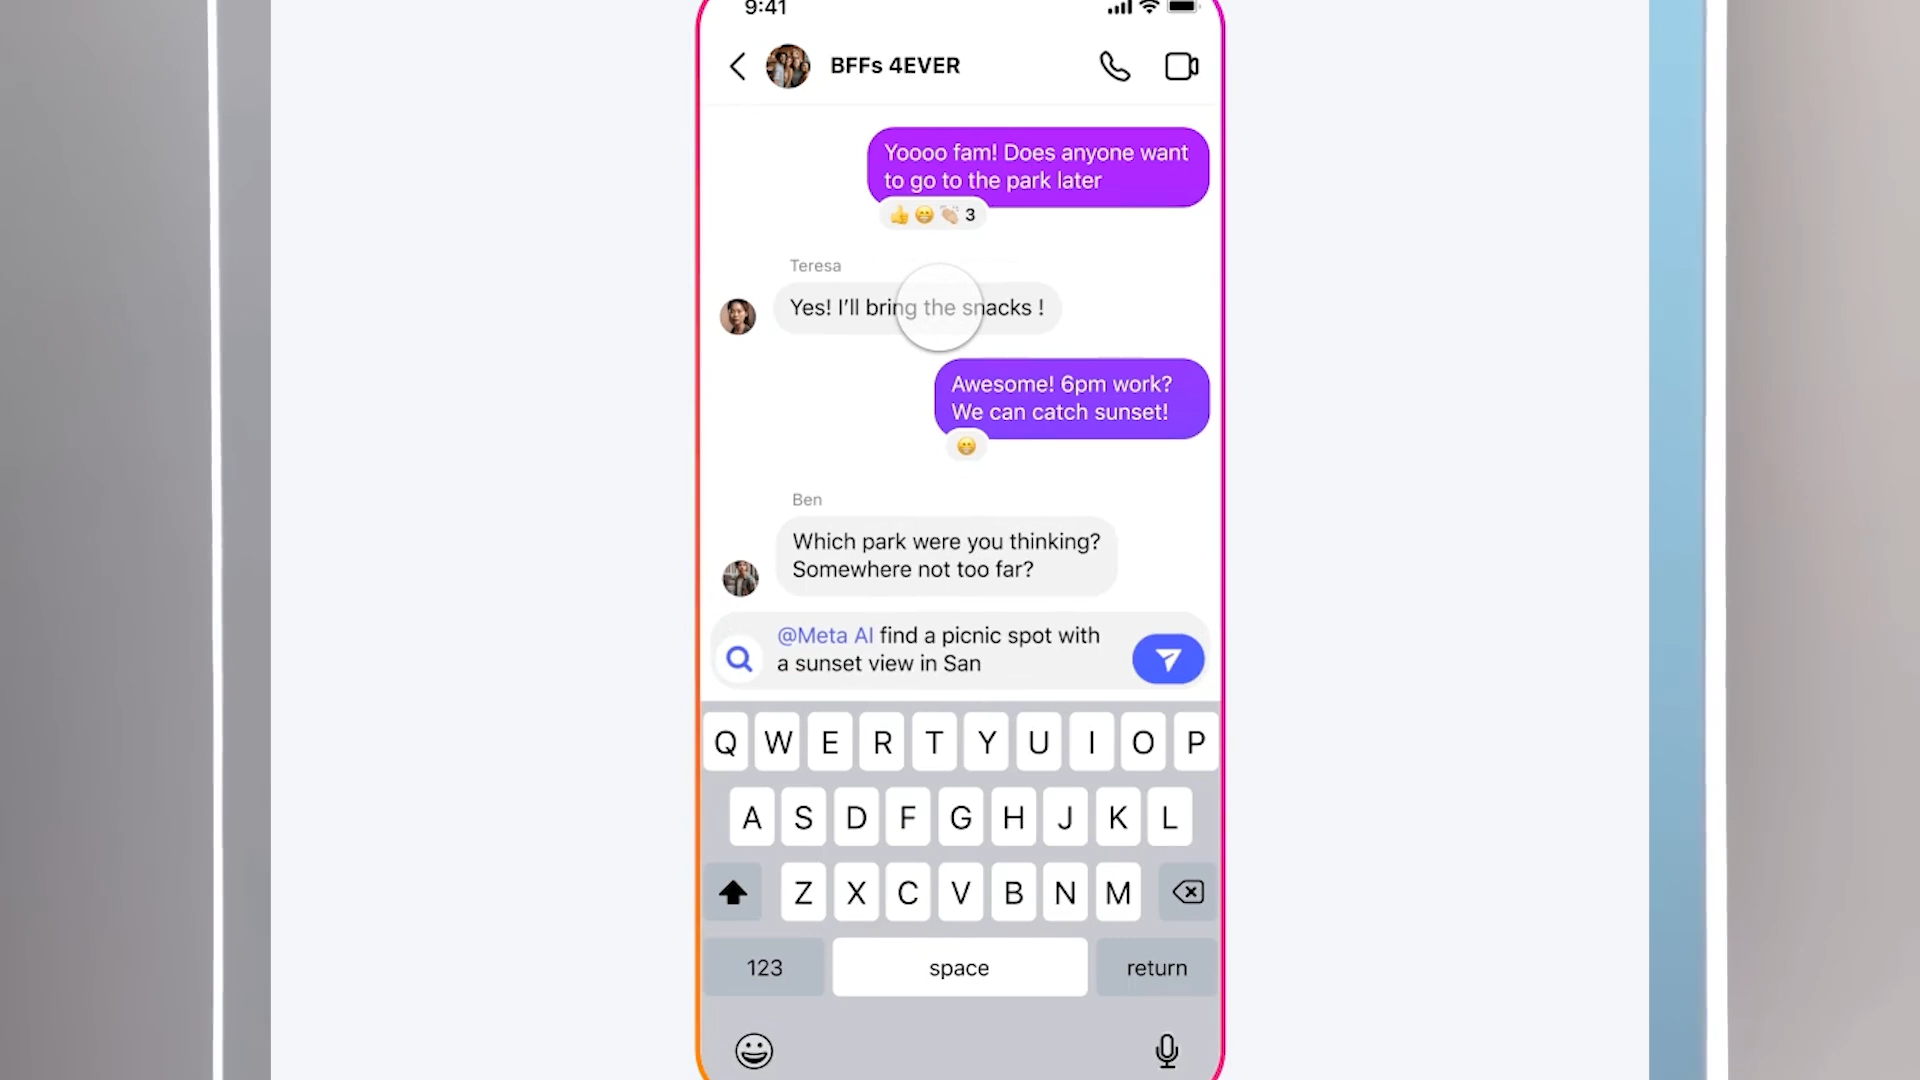 9:41
BFFs 4EVER
Yoooo fam! Does anyone want
to go to the park later
👍😁👏🏼 3
Teresa
Yes! I’ll bring the snacks !
Awesome! 6pm work?
We can catch sunset!
😁
Ben
Which park were you thinking?
Somewhere not too far?
@Meta AI find a picnic spot with
a sunset view in San
Q W E R T Y U I O P
A S D F G H J K L
Z X C V B N M
123 space return